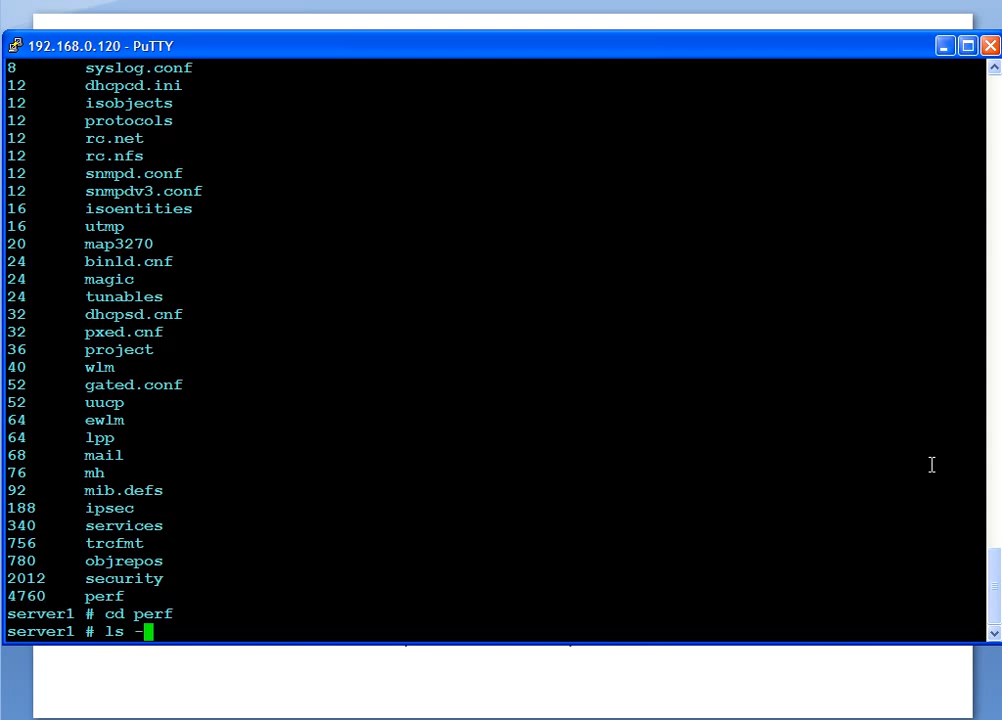 192.168.0.120 - PuTTY
8 syslog.conf
12 dhcpcd.ini
12 isobjects
12 protocols
12 rc.net
12 rc.nfs
12 snmpd.conf
12 snmpdv3.conf
16 isoentities
16 utmp
20 map3270
24 binld.cnf
24 magic
24 tunables
32 dhcpsd.cnf
32 pxed.cnf
36 project
40 wlm
52 gated.conf
52 uucp
64 ewlm
64 lpp
68 mail
76 mh
92 mib.defs
188 ipsec
340 services
756 trcfmt
780 objrepos
2012 security
4760 perf
server1 # cd perf
server1 # ls -